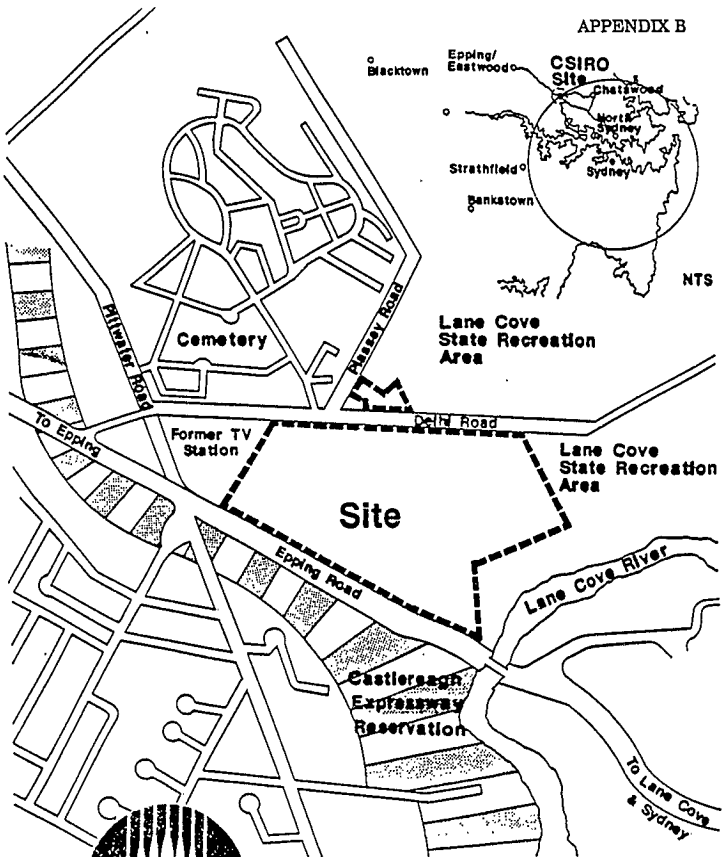 APPENDIX B
Blacktown
Epping/
Eastwood
CSIRO
Site
Chatswood
North
Sydney
Strathfield
Sydney
Bankstown
NTS
Pittwater Road
Cemetery
Plassey Road
Lane Cove
State Recreation
Area
To Epping
Former TV
Station
Delhi Road
Lane Cove
State Recreation
Area
Site
Epping Road
Lane Cove River
Castlereagh
Expressway
Reservation
To Lane Cove
& Sydney